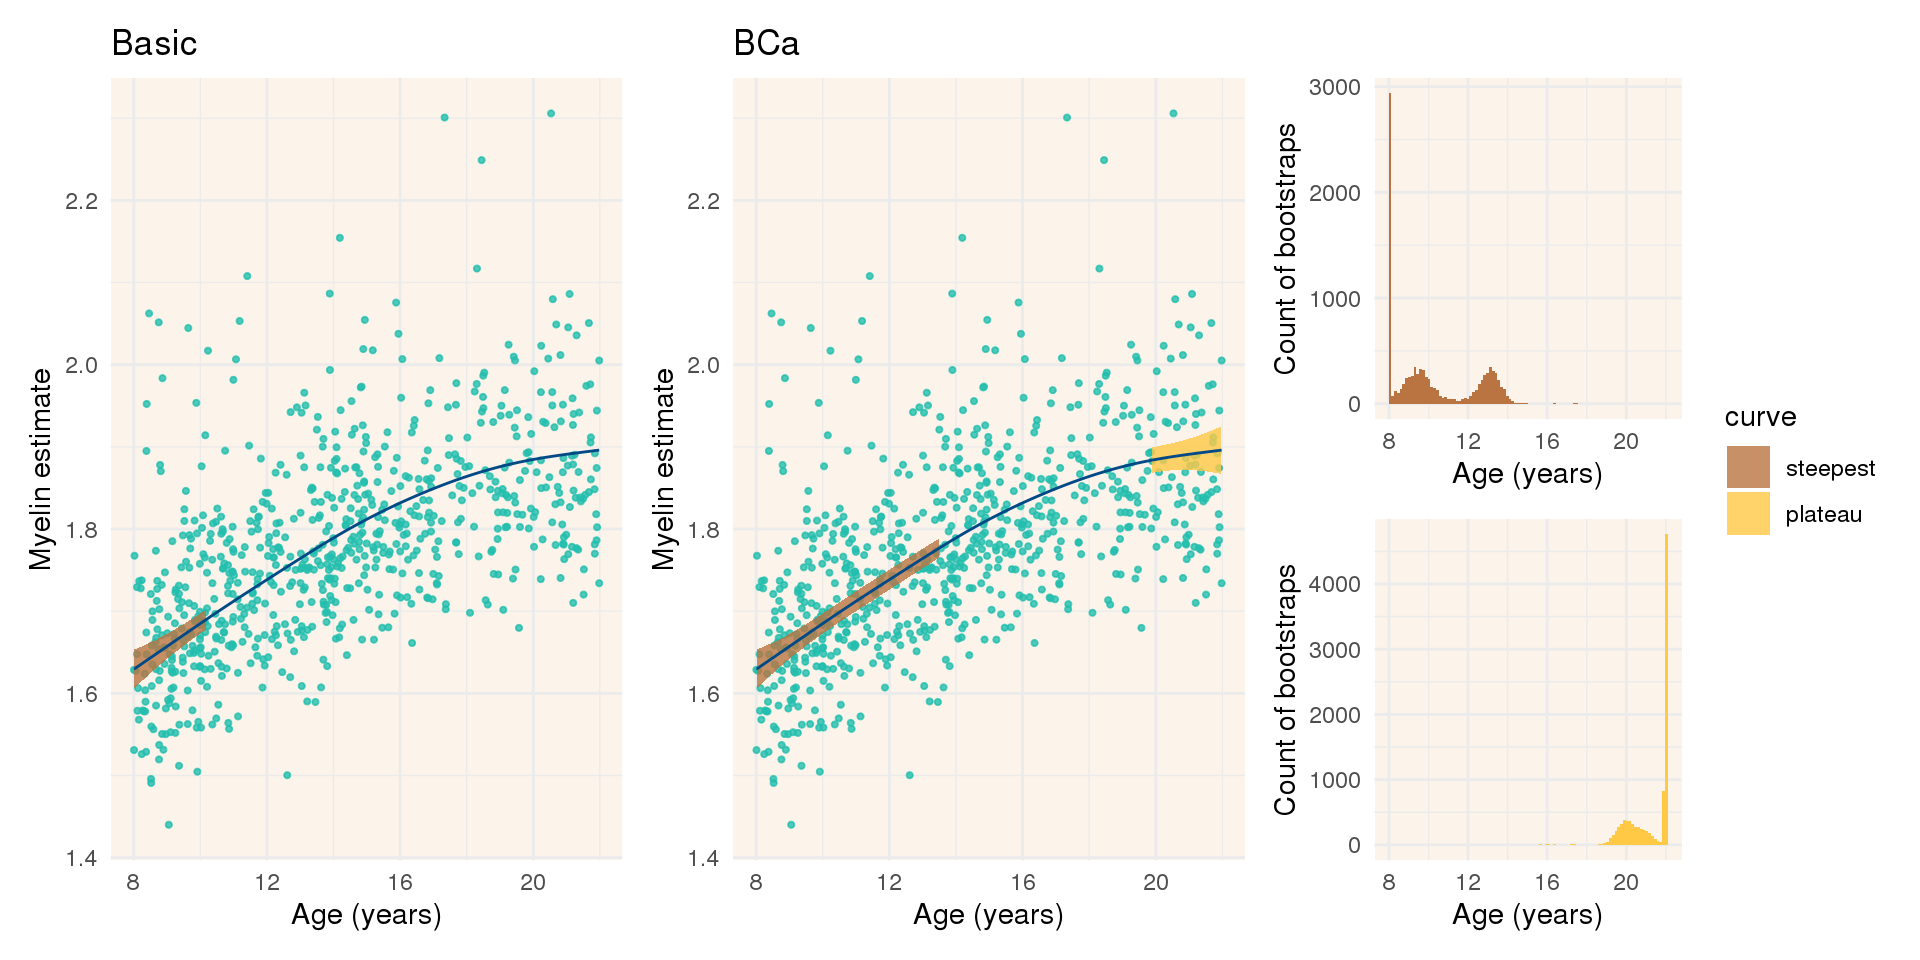 Basic
Myelin estimate
2.2
2.0
1.8
1.6
1.4
8 12 16 20
Age (years)
BCa
Myelin estimate
2.2
2.0
1.8
1.6
1.4
8 12 16 20
Age (years)
Count of bootstraps
3000
2000
1000
0
8 12 16 20
Age (years)
Count of bootstraps
4000
3000
2000
1000
0
8 12 16 20
Age (years)
curve
steepest
plateau